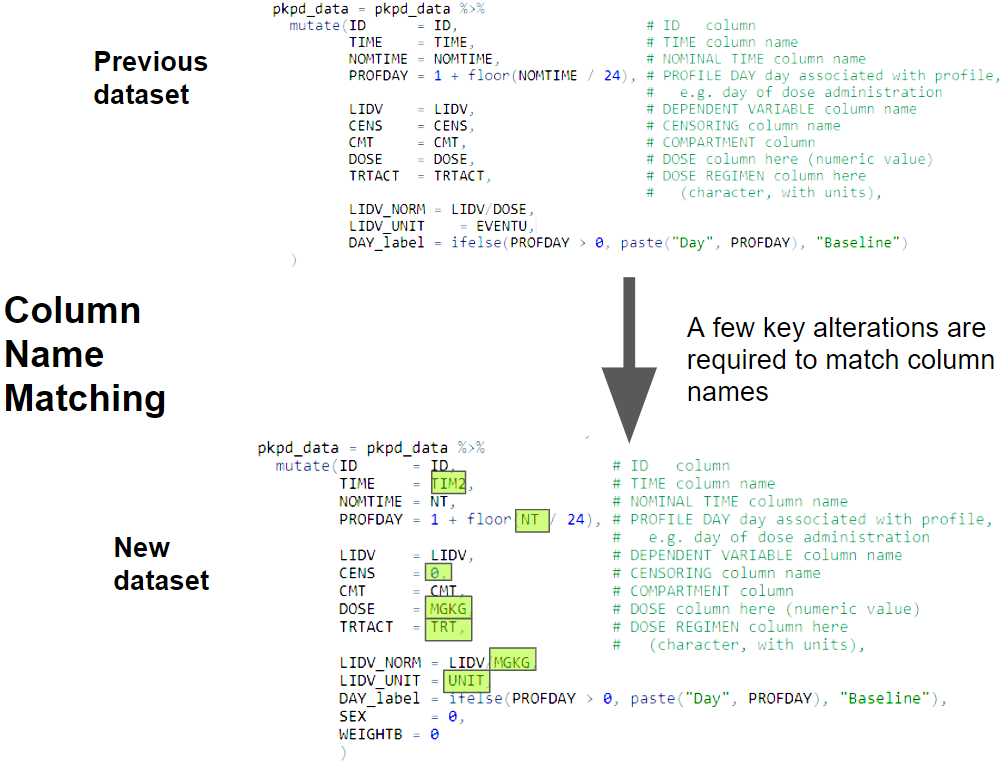 Previous
dataset
pkpd_data = pkpd_data %>%
mutate(ID = ID, # ID column
TIME = TIME, # TIME column name
NOMTIME = NOMTIME, # NOMINAL TIME column name
PROFDAY = 1 + floor(NOMTIME / 24), # PROFILE DAY day associated with profile,
# e.g. day of dose administration
LIDV = LIDV, # DEPENDENT VARIABLE column name
CENS = CENS, # CENSORING column name
CMT = CMT, # COMPARTMENT column
DOSE = DOSE, # DOSE column here (numeric value)
TRTACT = TRTACT, # DOSE REGIMEN column here
# (character, with units),
LIDV_NORM = LIDV/DOSE,
LIDV_UNIT = EVENTU,
DAY_label = ifelse(PROFDAY > 0, paste("Day", PROFDAY), "Baseline")
)
Column
Name
Matching
A few key alterations are
required to match column
names
New
dataset
pkpd_data = pkpd_data %>%
mutate(ID = ID, # ID column
TIME = TIM2, # TIME column name
NOMTIME = NT, # NOMINAL TIME column name
PROFDAY = 1 + floor(NT / 24), # PROFILE DAY day associated with profile,
# e.g. day of dose administration
LIDV = LIDV, # DEPENDENT VARIABLE column name
CENS = 0, # CENSORING column name
CMT = CMT, # COMPARTMENT column
DOSE = MGKG, # DOSE column here (numeric value)
TRTACT = TRT, # DOSE REGIMEN column here
# (character, with units),
LIDV_NORM = LIDV/MGKG,
LIDV_UNIT = UNIT,
DAY_label = ifelse(PROFDAY > 0, paste("Day", PROFDAY), "Baseline"),
SEX = 0,
WEIGHTB = 0
)